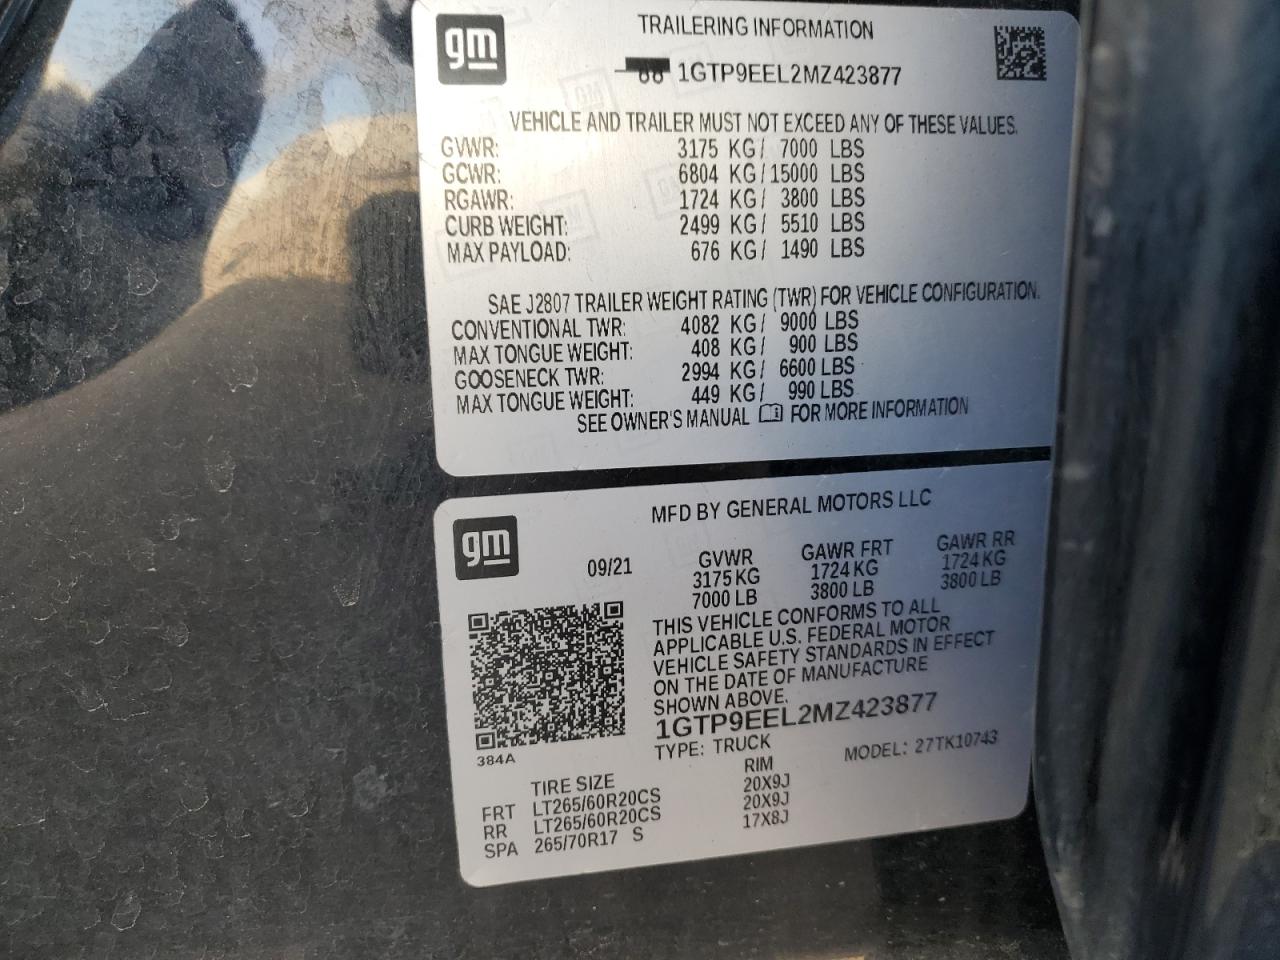 gm
TRAILERING INFORMATION
1GTP9EEL2MZ423877
VEHICLE AND TRAILER MUST NOT EXCEED ANY OF THESE VALUES.
GVWR: 3175 KG/ 7000 LBS
GCWR: 6804 KG/15000 LBS
RGAWR: 1724 KG/ 3800 LBS
CURB WEIGHT: 2499 KG/ 5510 LBS
MAX PAYLOAD: 676 KG/ 1490 LBS
SAE J2807 TRAILER WEIGHT RATING (TWR) FOR VEHICLE CONFIGURATION.
CONVENTIONAL TWR: 4082 KG/ 9000 LBS
MAX TONGUE WEIGHT: 408 KG/ 900 LBS
GOOSENECK TWR: 2994 KG/ 6600 LBS
MAX TONGUE WEIGHT: 449 KG/ 990 LBS
SEE OWNER'S MANUAL FOR MORE INFORMATION
gm
MFD BY GENERAL MOTORS LLC
09/21 GVWR GAWR FRT GAWR RR
3175 KG 1724 KG 1724 KG
7000 LB 3800 LB 3800 LB
THIS VEHICLE CONFORMS TO ALL
APPLICABLE U.S. FEDERAL MOTOR
VEHICLE SAFETY STANDARDS IN EFFECT
ON THE DATE OF MANUFACTURE
SHOWN ABOVE.
1GTP9EEL2MZ423877
TYPE: TRUCK MODEL: 27TK10743
384A
TIRE SIZE RIM
FRT LT265/60R20CS 20X9J
RR LT265/60R20CS 20X9J
SPA 265/70R17 S 17X8J